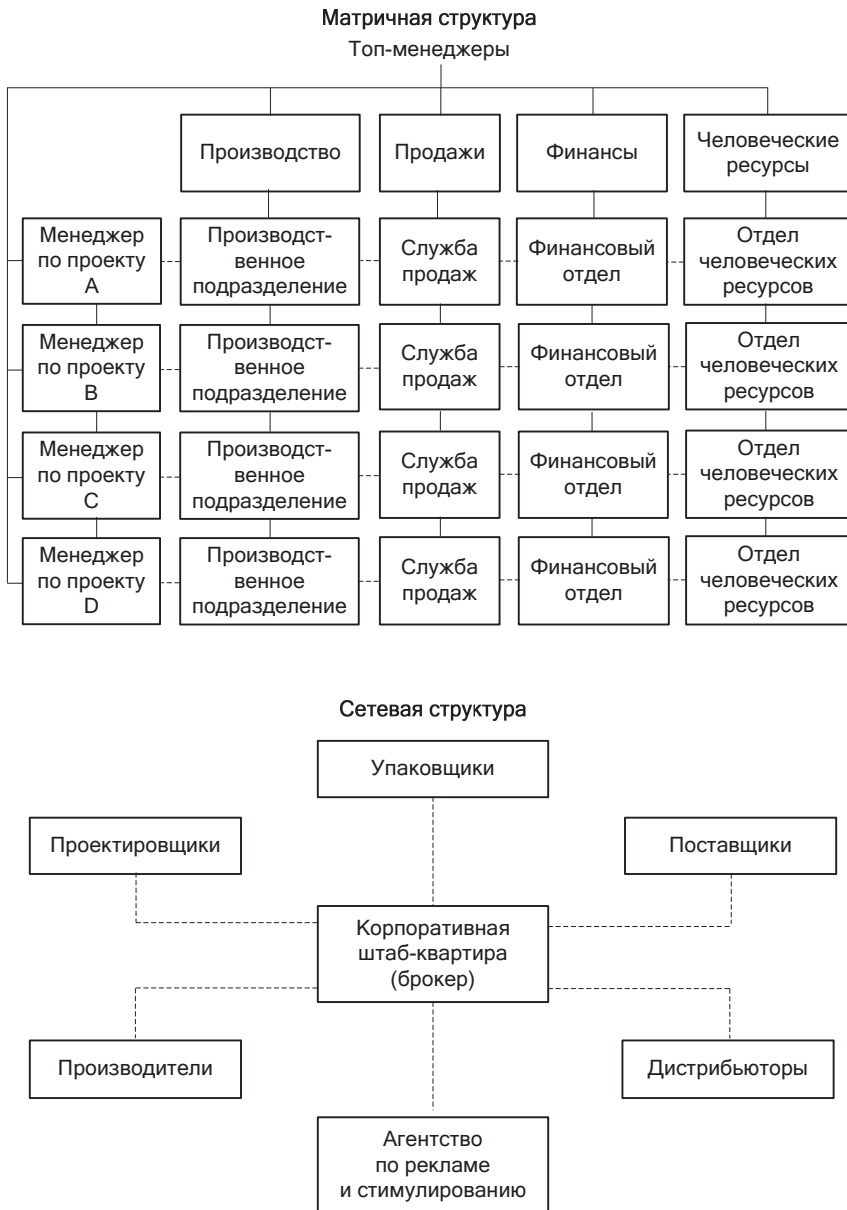 Матричная структура
Топ-менеджеры
Производство
Продажи
Финансы
Человеческие
ресурсы
Менеджер
по проекту
A
Производст-
венное
подразделение
Служба
продаж
Финансовый
отдел
Отдел
человеческих
ресурсов
Менеджер
по проекту
B
Производст-
венное
подразделение
Служба
продаж
Финансовый
отдел
Отдел
человеческих
ресурсов
Менеджер
по проекту
C
Производст-
венное
подразделение
Служба
продаж
Финансовый
отдел
Отдел
человеческих
ресурсов
Менеджер
по проекту
D
Производст-
венное
подразделение
Служба
продаж
Финансовый
отдел
Отдел
человеческих
ресурсов
Сетевая структура
Упаковщики
Проектировщики
Поставщики
Корпоративная
штаб-квартира
(брокер)
Производители
Дистрибьюторы
Агентство
по рекламе
и стимулированию